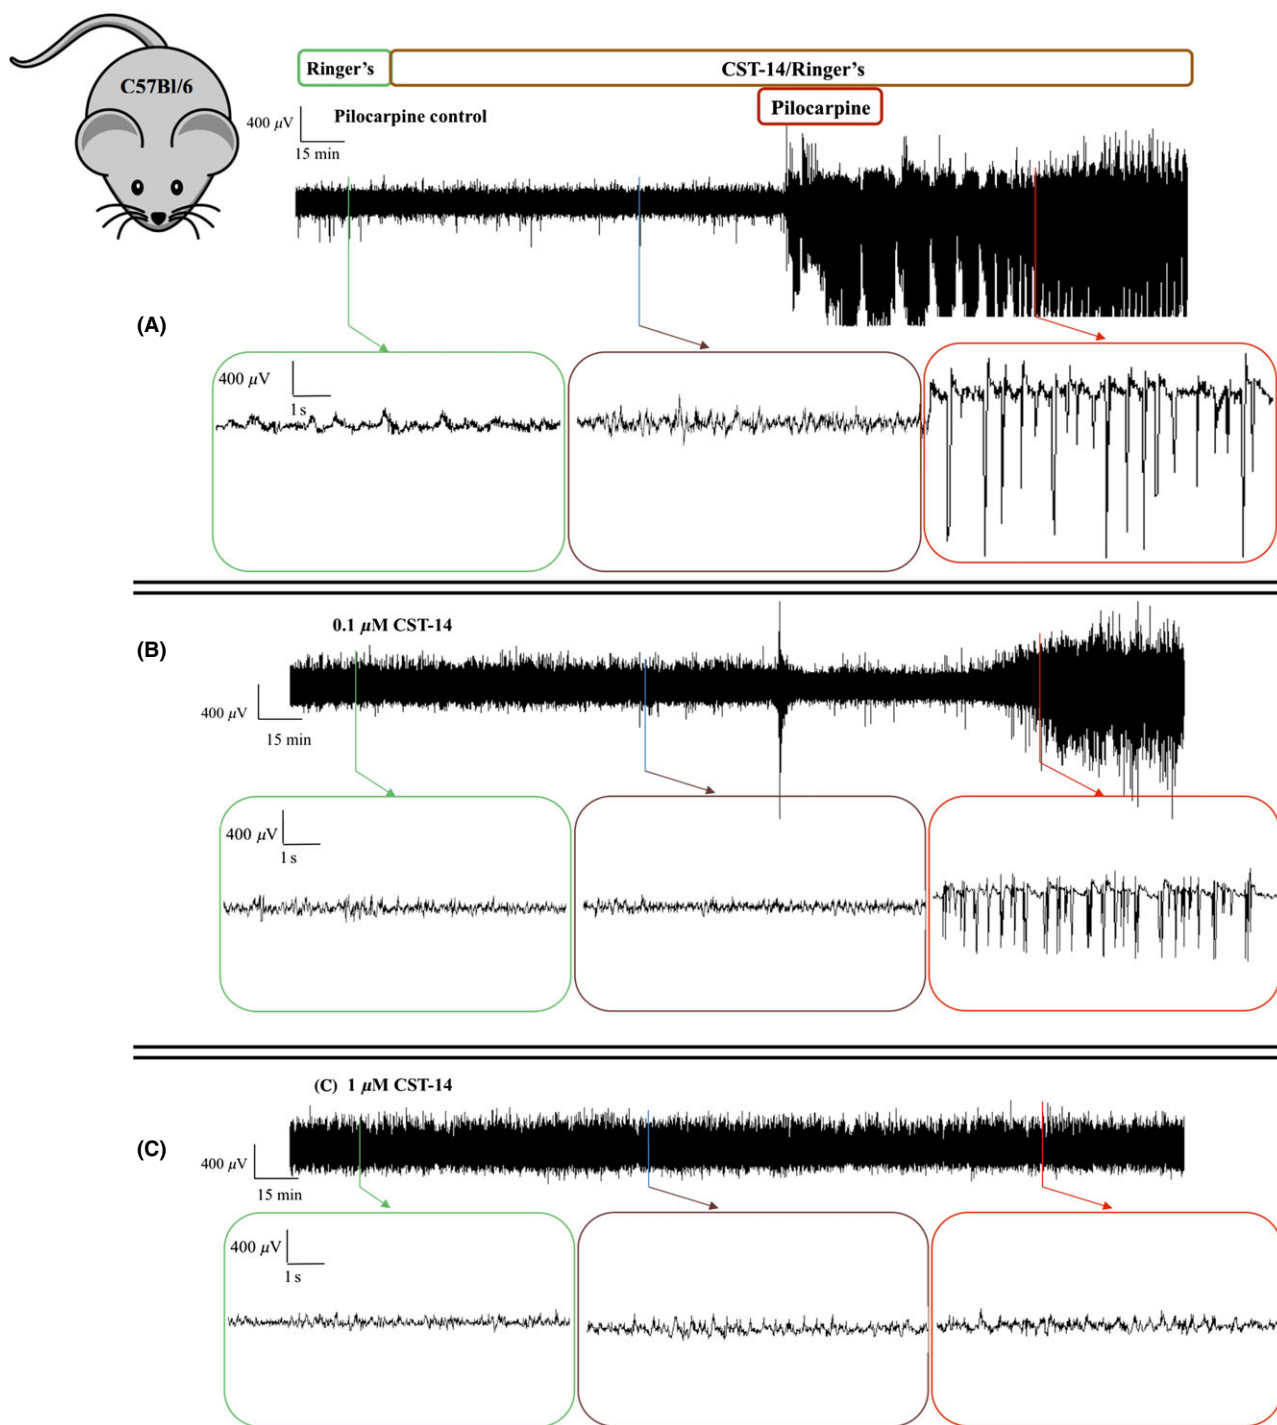 C57Bl/6
Ringer's
CST-14/Ringer's
Pilocarpine
400 µV
Pilocarpine control
15 min
(A)
400 µV
1 s
0.1 µM CST-14
(B)
400 µV
15 min
400 µV
1 s
(C) 1 µM CST-14
(C)
400 µV
15 min
400 µV
1 s